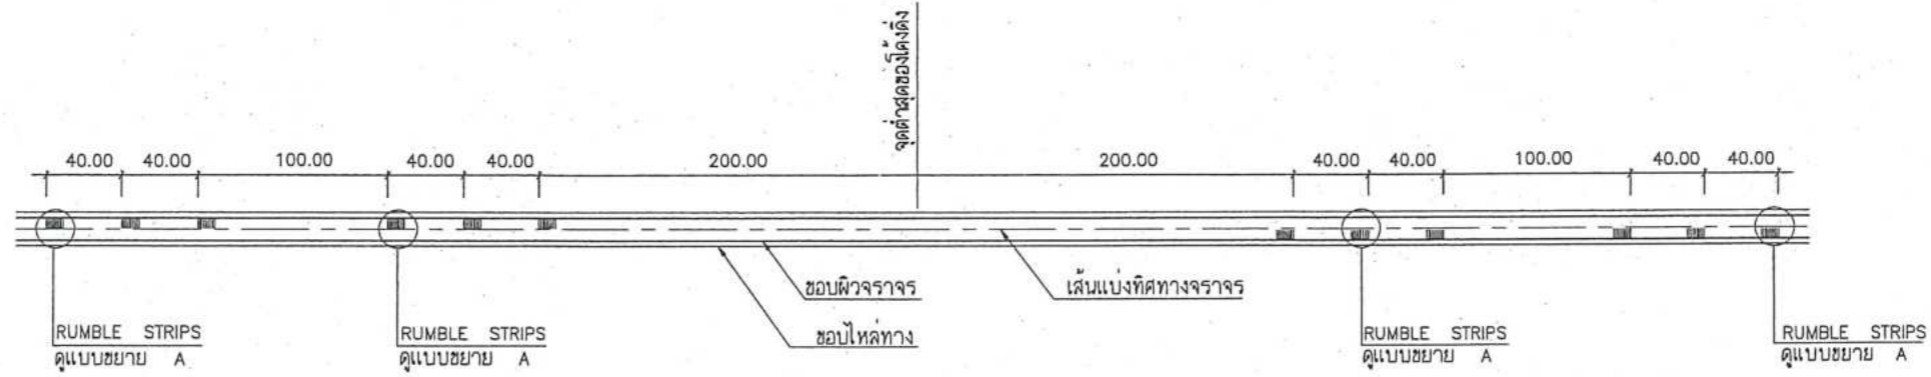 จุดต่ำสุดของโค้งดิ่ง
40.00 40.00 100.00 40.00 40.00 200.00 200.00 40.00 40.00 100.00 40.00 40.00
ขอบผิวจราจร
เส้นแบ่งทิศทางจราจร
ขอบไหล่ทาง
RUMBLE STRIPS
ดูแบบขยาย A
RUMBLE STRIPS
ดูแบบขยาย A
RUMBLE STRIPS
ดูแบบขยาย A
RUMBLE STRIPS
ดูแบบขยาย A